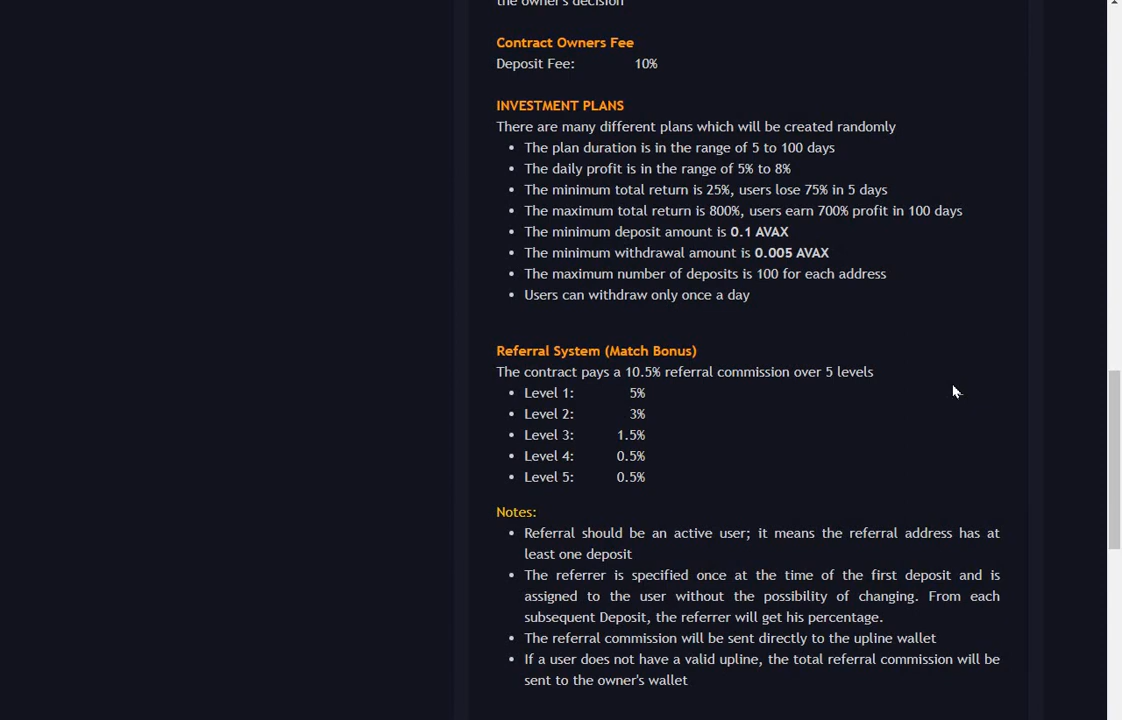 the owner's decision
Contract Owners Fee
Deposit Fee: 10%
INVESTMENT PLANS
There are many different plans which will be created randomly
• The plan duration is in the range of 5 to 100 days
• The daily profit is in the range of 5% to 8%
• The minimum total return is 25%, users lose 75% in 5 days
• The maximum total return is 800%, users earn 700% profit in 100 days
• The minimum deposit amount is 0.1 AVAX
• The minimum withdrawal amount is 0.005 AVAX
• The maximum number of deposits is 100 for each address
• Users can withdraw only once a day
Referral System (Match Bonus)
The contract pays a 10.5% referral commission over 5 levels
• Level 1: 5%
• Level 2: 3%
• Level 3: 1.5%
• Level 4: 0.5%
• Level 5: 0.5%
Notes:
• Referral should be an active user; it means the referral address has at
least one deposit
• The referrer is specified once at the time of the first deposit and is
assigned to the user without the possibility of changing. From each
subsequent Deposit, the referrer will get his percentage.
• The referral commission will be sent directly to the upline wallet
• If a user does not have a valid upline, the total referral commission will be
sent to the owner's wallet